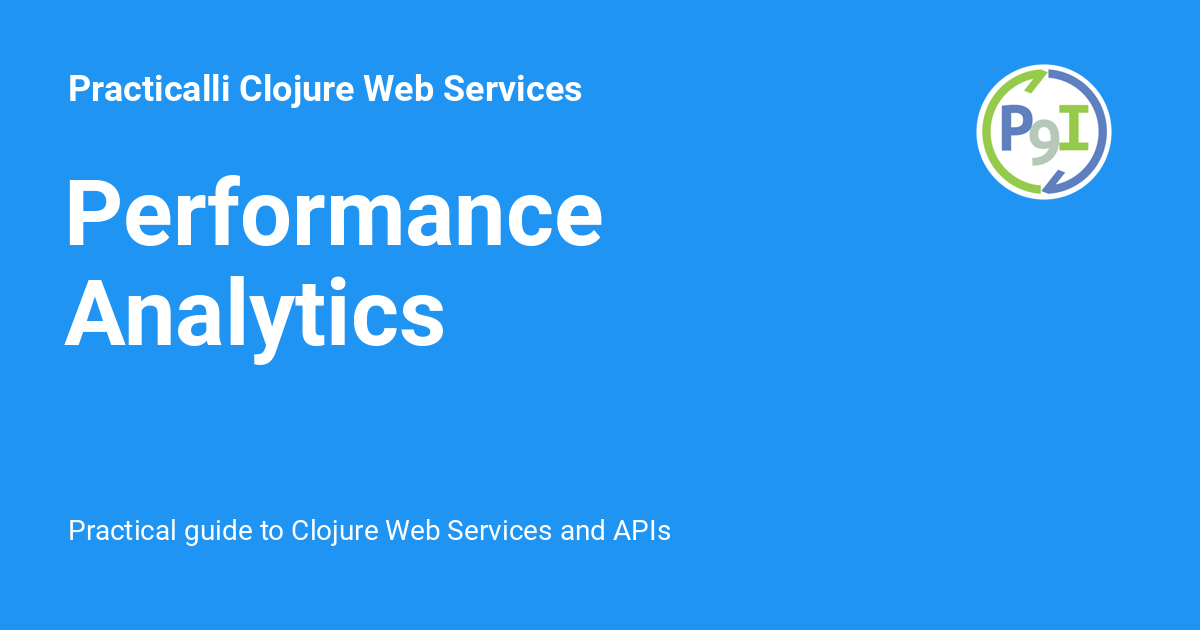 Practicalli Clojure Web Services
P9I
Performance
Analytics
Practical guide to Clojure Web Services and APIs